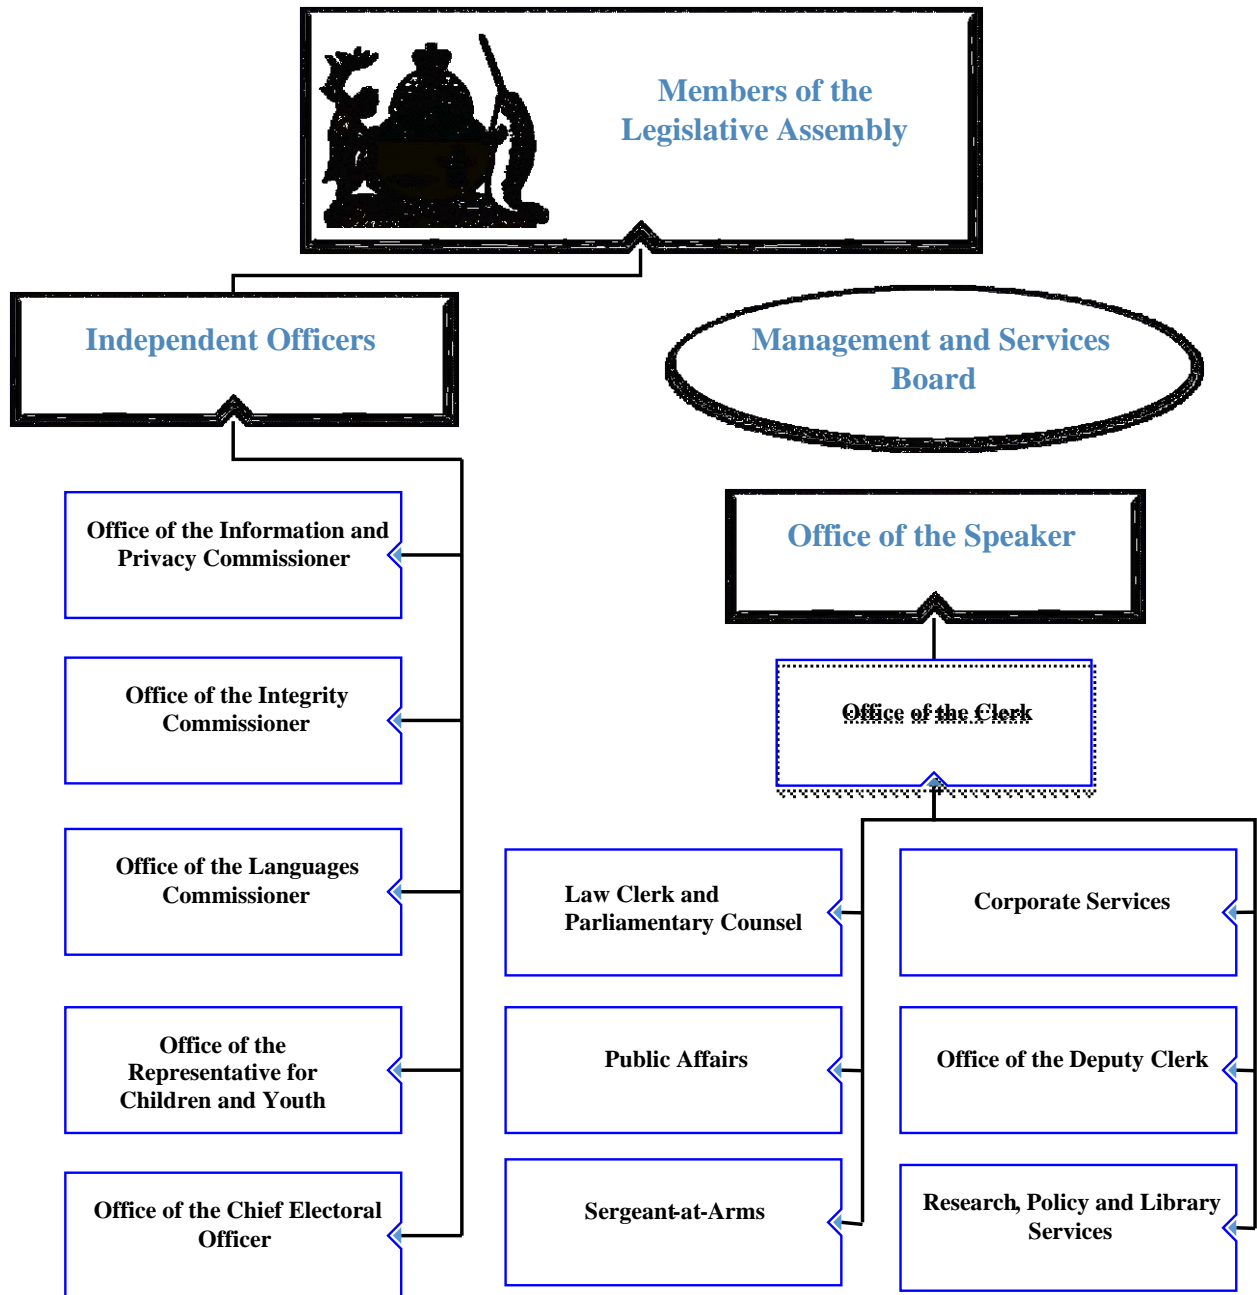 Members of the
Legislative Assembly
Independent Officers
Management and Services
Board
Office of the Speaker
Office of the Information and
Privacy Commissioner
Office of the Integrity
Commissioner
Office of the Clerk
Office of the Languages
Commissioner
Law Clerk and
Parliamentary Counsel
Corporate Services
Office of the
Representative for
Children and Youth
Public Affairs
Office of the Deputy Clerk
Office of the Chief Electoral
Officer
Sergeant-at-Arms
Research, Policy and Library
Services